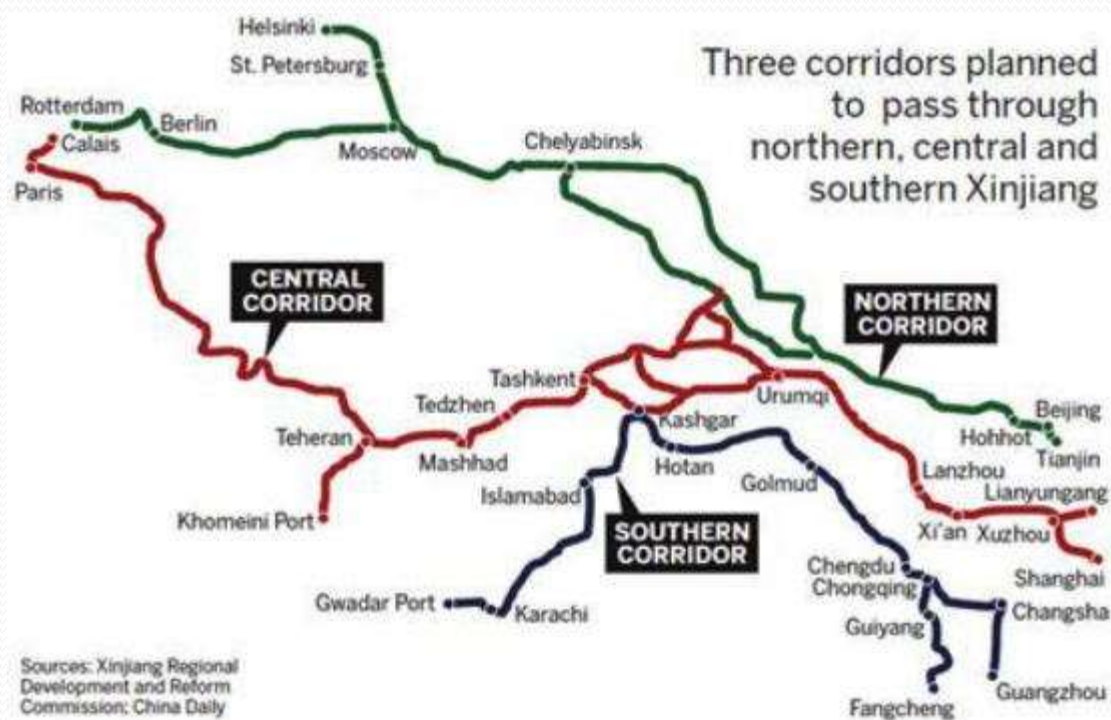 Three corridors planned
to pass through
northern, central and
southern Xinjiang
Helsinki
St. Petersburg
Rotterdam
Calais
Berlin
Paris
Moscow
Chelyabinsk
CENTRAL
CORRIDOR
NORTHERN
CORRIDOR
Tashkent
Tedzhen
Teheran
Mashhad
Khomeini Port
Urumqi
Kashgar
Hotan
Golmud
Islamabad
SOUTHERN
CORRIDOR
Gwadar Port
Karachi
Beijing
Hohhot
Tianjin
Lanzhou
Lianyungang
Xi'an
Xuzhou
Shanghai
Chengdu
Chongqing
Changsha
Guiyang
Guangzhou
Fangcheng
Sources: Xinjiang Regional
Development and Reform
Commission; China Daily